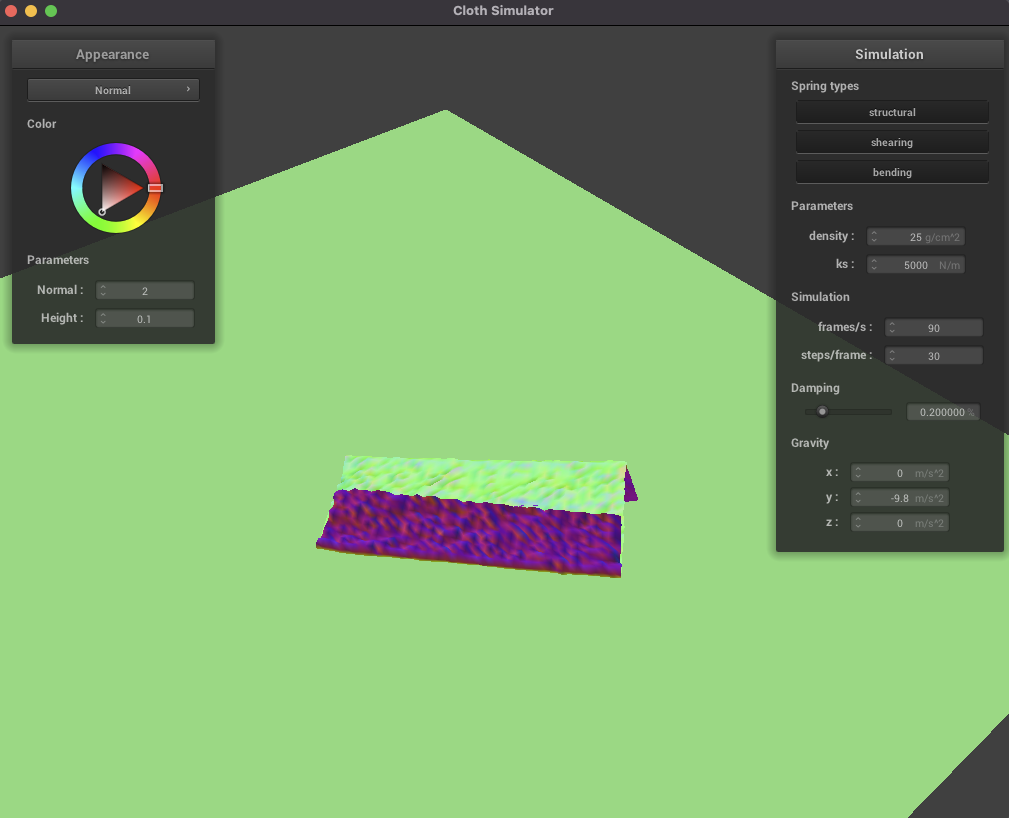 Cloth Simulator
Appearance
Normal ›
Color
Parameters
Normal : 2
Height : 0.1
Simulation
Spring types
structural
shearing
bending
Parameters
density : 25 g/cm^2
ks : 5000 N/m
Simulation
frames/s : 90
steps/frame : 30
Damping
0.200000 %
Gravity
x : 0 m/s^2
y : -9.8 m/s^2
z : 0 m/s^2